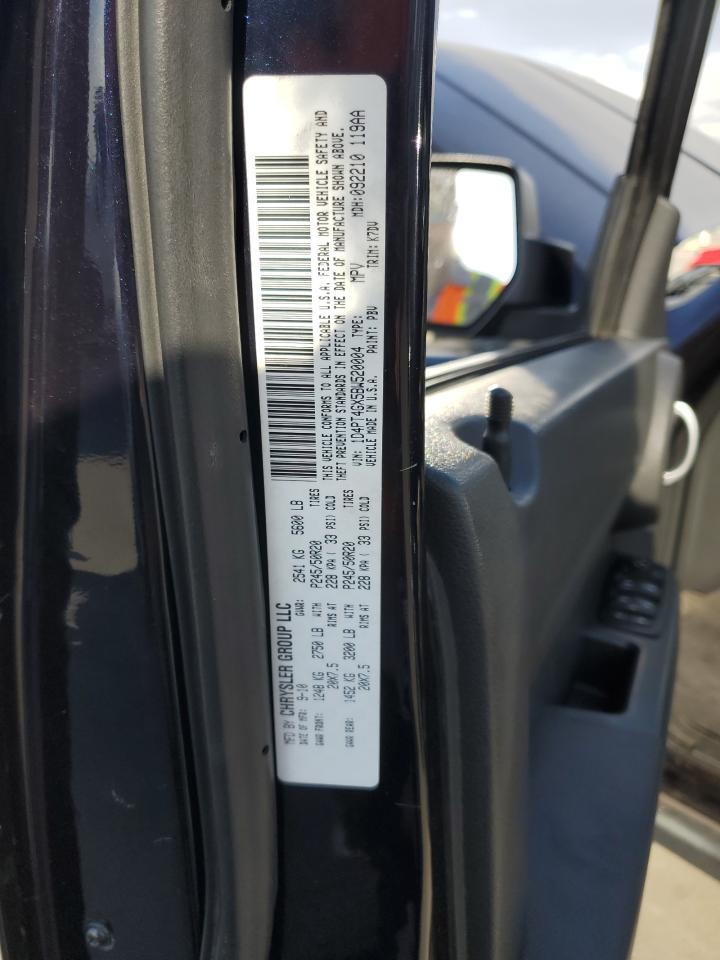 MFD BY CHRYSLER GROUP LLC
DATE OF MFR: 9-10 GVWR: 2541 KG 5600 LB
GAWR FRONT: 1248 KG 2750 LB WITH P245/50R20 TIRES
20X7.5 RIMS AT 228 KPA ( 33 PSI) COLD
GAWR REAR: 1452 KG 3200 LB WITH P245/50R20 TIRES
20X7.5 RIMS AT 228 KPA ( 33 PSI) COLD
THIS VEHICLE CONFORMS TO ALL APPLICABLE U.S.A. FEDERAL MOTOR VEHICLE SAFETY AND
THEFT PREVENTION STANDARDS IN EFFECT ON THE DATE OF MANUFACTURE SHOWN ABOVE.
MDH: 092210 119AA
VIN: 1D4PT4GX5BW520004 TYPE: MPV
VEHICLE MADE IN U.S.A. PAINT: PBV TRIM: K7DV